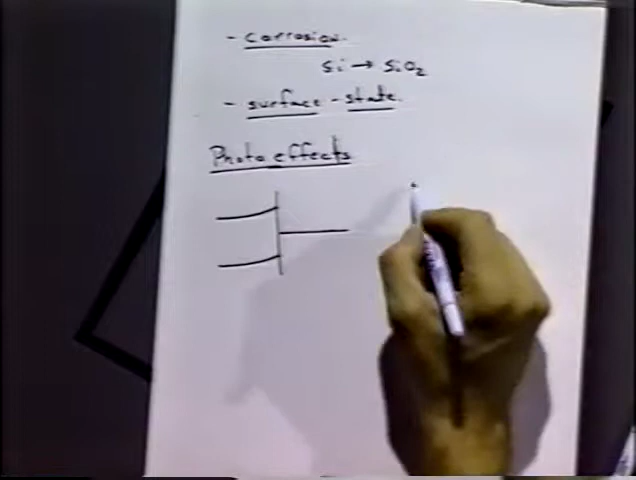 - corrosion.
Si → SiO2
- surface - state.
Photo effects